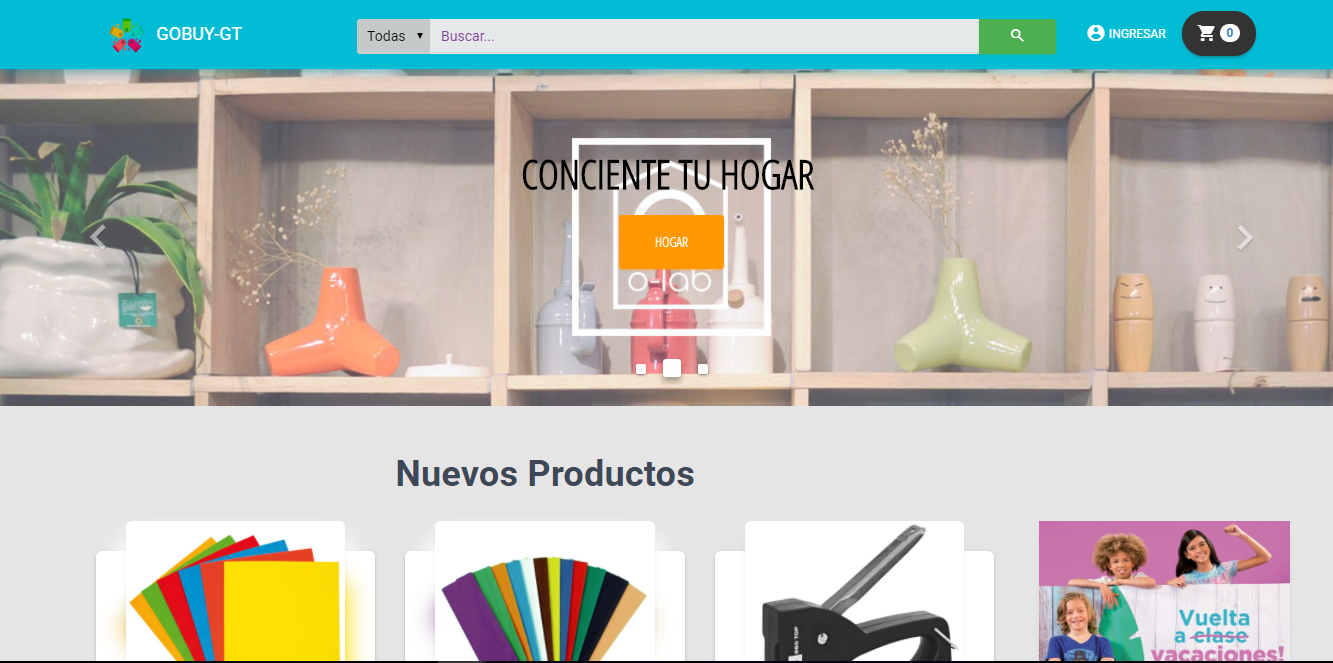 GOBUY-GT
Todas
Buscar...
INGRESAR
0
CONCIENTE TU HOGAR
HOGAR
o-lab
Nuevos Productos
Vuelta
a clase
vacaciones!